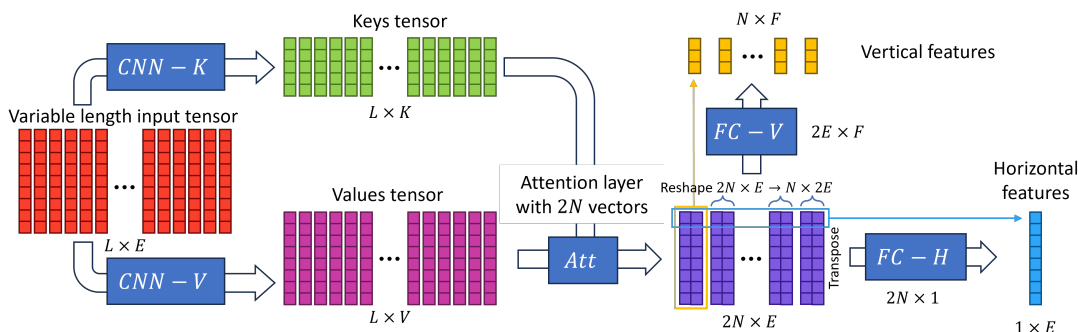 Keys tensor
N × F
CNN − K
•••
•••
Vertical features
L × K
Variable length input tensor
FC − V
2E × F
•••
Attention layer
with 2N vectors
Reshape 2N × E → N × 2E
Horizontal
features
Values tensor
L × E
•••
•••
Transpose
CNN − V
Att
FC − H
L × V
2N × E
2N × 1
1 × E